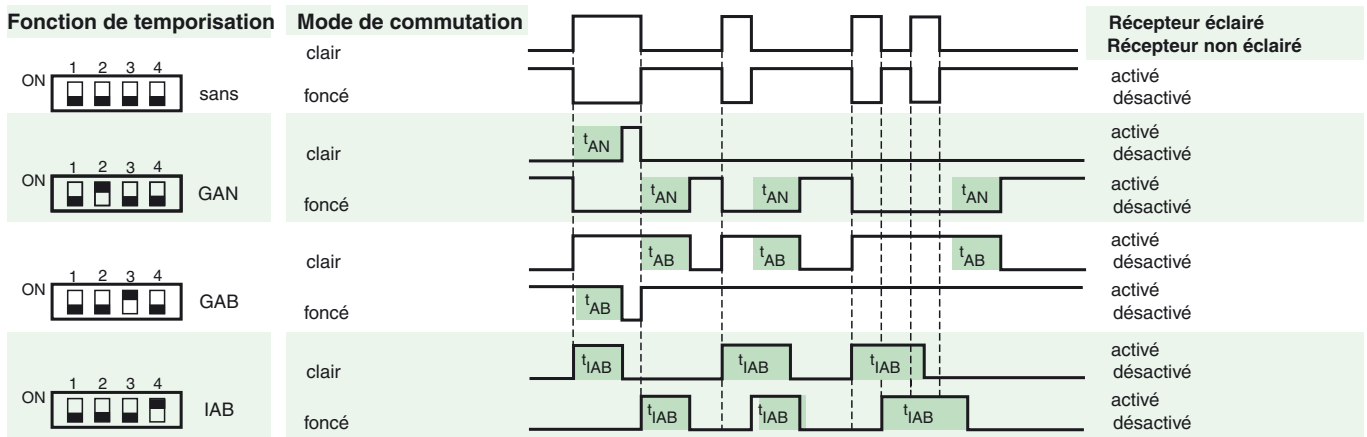 Fonction de temporisation
Mode de commutation
Récepteur éclairé
Récepteur non éclairé
clair
ON 1 2 3 4 sans
foncé
activé
désactivé
clair
tAN
activé
désactivé
ON 1 2 3 4 GAN
foncé
tAN tAN tAN
activé
désactivé
clair
tAB tAB tAB
activé
désactivé
ON 1 2 3 4 GAB
foncé
tAB
activé
désactivé
clair
tIAB tIAB tIAB
activé
désactivé
ON 1 2 3 4 IAB
foncé
tIAB tIAB tIAB
activé
désactivé